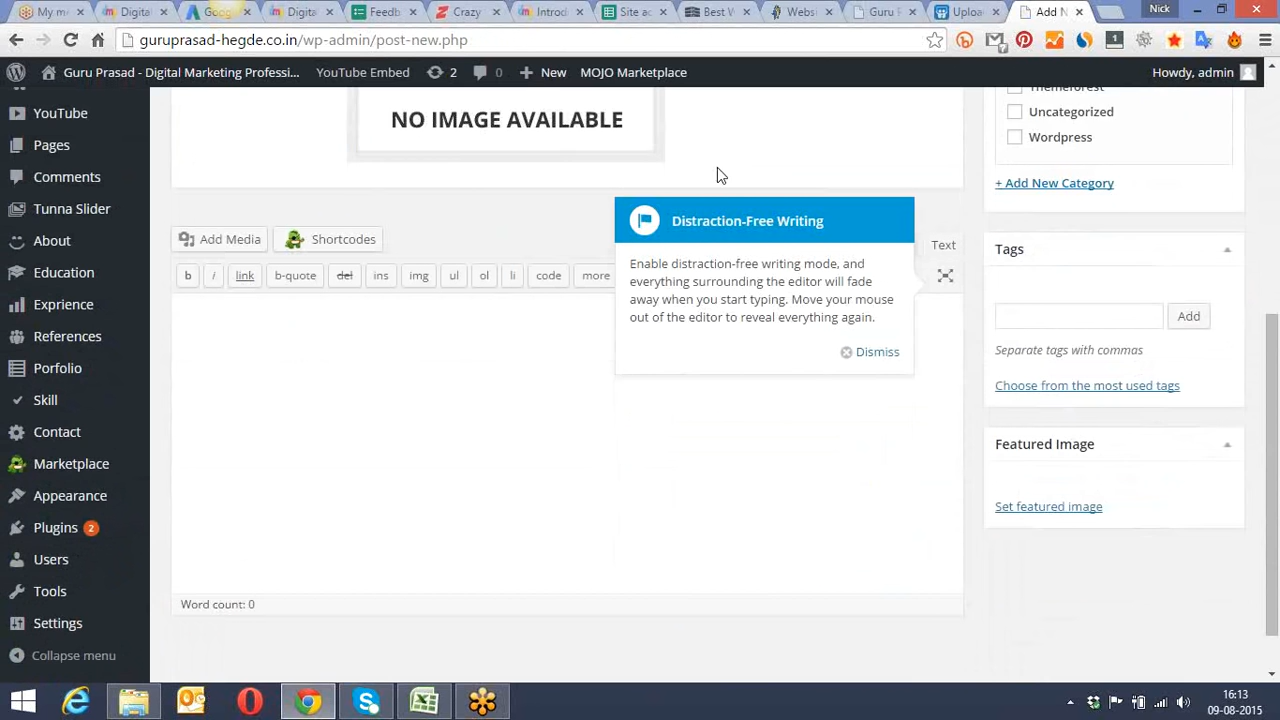 My m
Digital
Googl
Digita
Feedb
Crazy
Introd
Site a
Best V
Websi
Guru P
Upload
Add N
Nick
guruprasad-hegde.co.in/wp-admin/post-new.php
Guru Prasad - Digital Marketing Professi... YouTube Embed 2 0 New MOJO Marketplace Howdy, admin
YouTube
Pages
Comments
Tunna Slider
About
Education
Exprience
References
Portfolio
Skill
Contact
Marketplace
Appearance
Plugins 2
Users
Tools
Settings
Collapse menu
NO IMAGE AVAILABLE
Add Media Shortcodes Text
b i link b-quote del ins img ul ol li code more
Distraction-Free Writing
Enable distraction-free writing mode, and
everything surrounding the editor will fade
away when you start typing. Move your mouse
out of the editor to reveal everything again.
Dismiss
Word count: 0
Themeforest
Uncategorized
Wordpress
+ Add New Category
Tags
Add
Separate tags with commas
Choose from the most used tags
Featured Image
Set featured image
16:13
09-08-2015